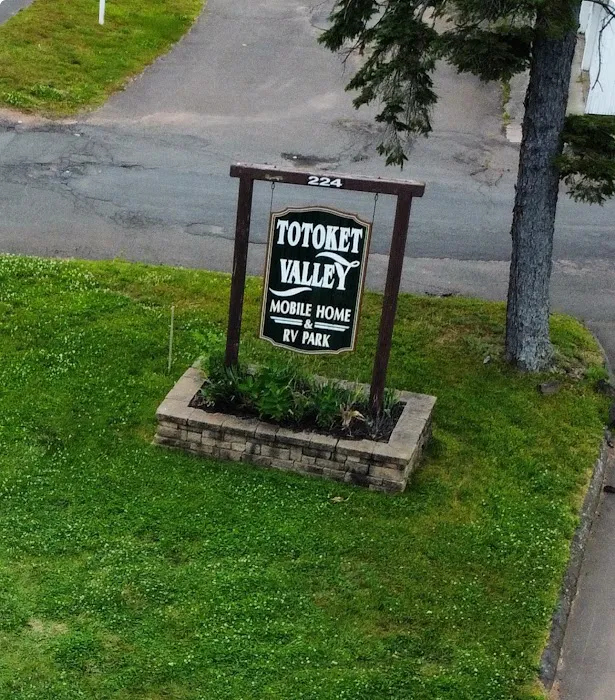 224
TOTOKET
VALLEY
MOBILE HOME
&
RV PARK